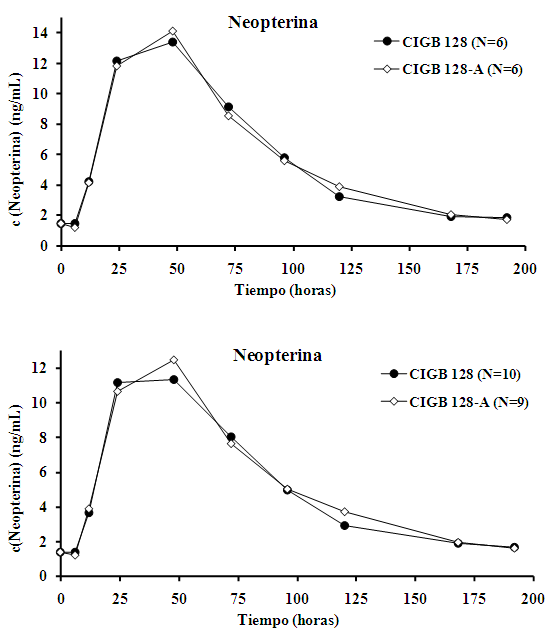 Neopterina
CIGB 128 (N=6)
CIGB 128-A (N=6)
c (Neopterina) (ng/mL)
14
12
10
8
6
4
2
0
0 25 50 75 100 125 150 175 200
Tiempo (horas)
Neopterina
CIGB 128 (N=10)
CIGB 128-A (N=9)
c(Neopterina) (ng/mL)
12
10
8
6
4
2
0
0 25 50 75 100 125 150 175 200
Tiempo (horas)